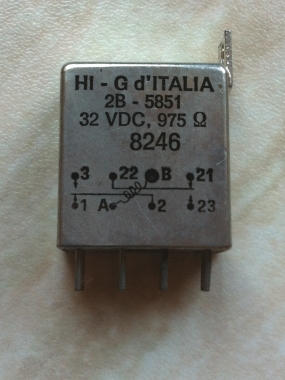 HI - G d'ITALIA
2B - 5851
32 VDC, 975 Ω
8246
3 22 B 21
1 A 2 23